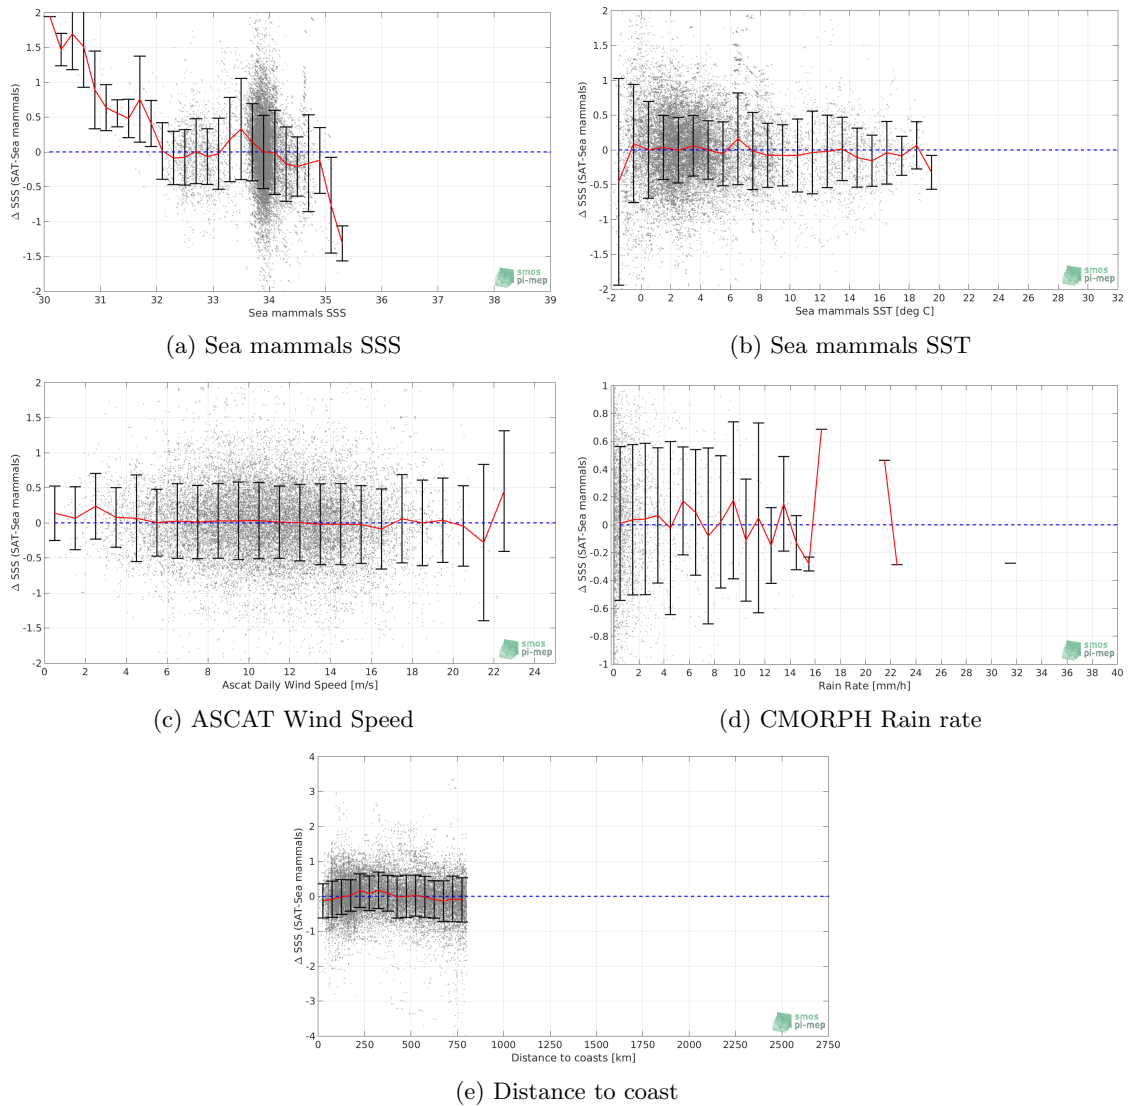 2
1.5
1
0.5
0
-0.5
-1
-1.5
-2
Δ SSS (SAT-Sea mammals)
30 31 32 33 34 35 36 37 38 39
Sea mammals SSS
smos
pi-mep
(a) Sea mammals SSS
2
1.5
1
0.5
0
-0.5
-1
-1.5
-2
Δ SSS (SAT-Sea mammals)
-2 0 2 4 6 8 10 12 14 16 18 20 22 24 26 28 30 32
Sea mammals SST [deg C]
smos
pi-mep
(b) Sea mammals SST
2
1.5
1
0.5
0
-0.5
-1
-1.5
-2
Δ SSS (SAT-Sea mammals)
0 2 4 6 8 10 12 14 16 18 20 22 24
Ascat Daily Wind Speed [m/s]
smos
pi-mep
(c) ASCAT Wind Speed
1
0.8
0.6
0.4
0.2
0
-0.2
-0.4
-0.6
-0.8
-1
Δ SSS (SAT-Sea mammals)
0 2 4 6 8 10 12 14 16 18 20 22 24 26 28 30 32 34 36 38 40
Rain Rate [mm/h]
smos
pi-mep
(d) CMORPH Rain rate
4
3
2
1
0
-1
-2
-3
-4
Δ SSS (SAT-Sea mammals)
0 250 500 750 1000 1250 1500 1750 2000 2250 2500 2750
Distance to coasts [km]
smos
pi-mep
(e) Distance to coast